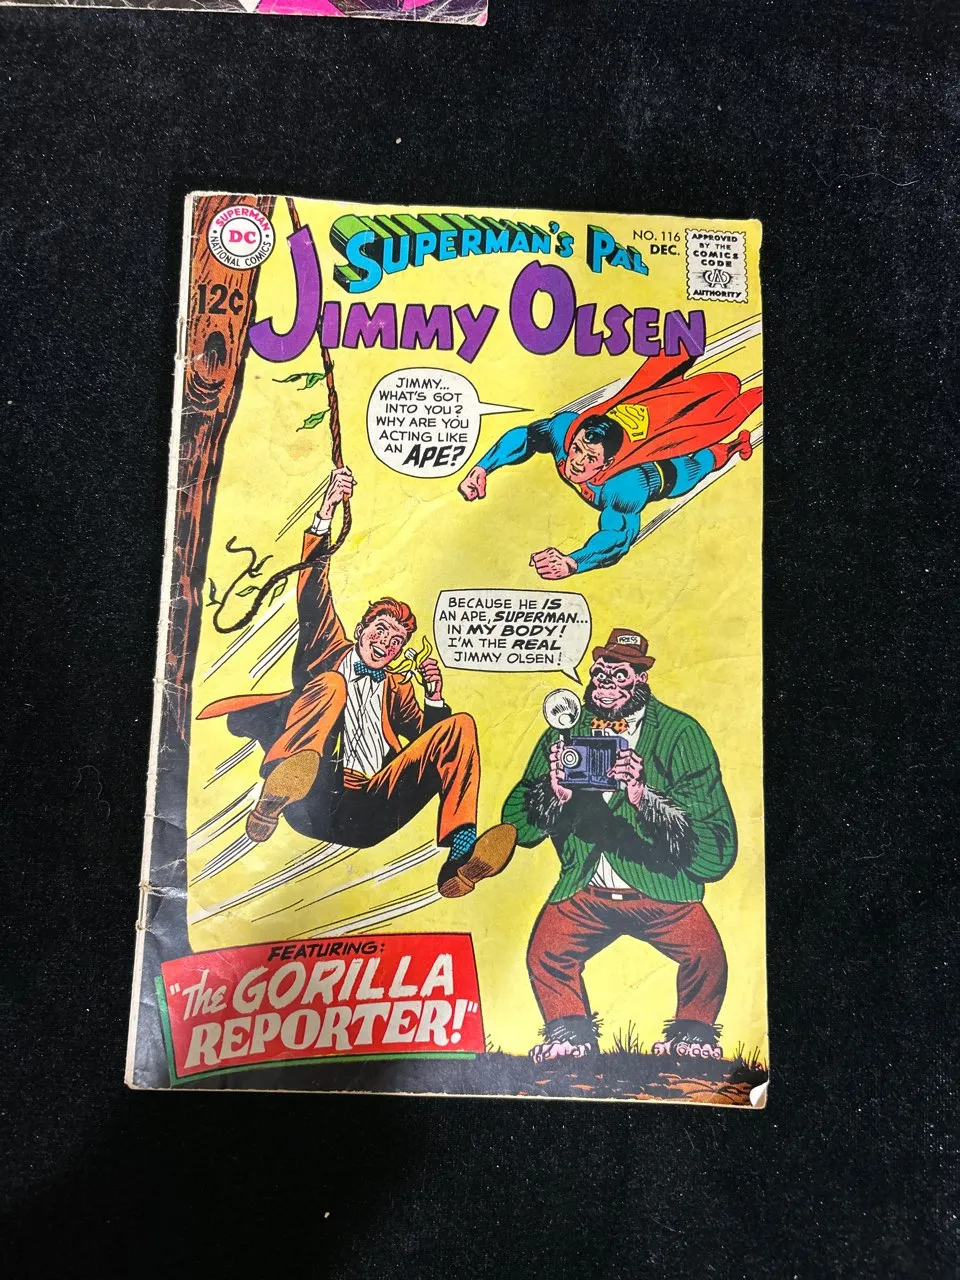 SUPERMAN
DC
NATIONAL COMICS
12¢
SUPERMAN'S PAL
JIMMY OLSEN
NO. 116
DEC.
APPROVED
BY THE
COMICS
CODE
CA
AUTHORITY
JIMMY...
WHAT'S GOT
INTO YOU?
WHY ARE YOU
ACTING LIKE
AN APE?
S
BECAUSE HE IS
AN APE, SUPERMAN...
IN MY BODY!
I'M THE REAL
JIMMY OLSEN!
PRESS
FEATURING:
"The GORILLA
REPORTER!"